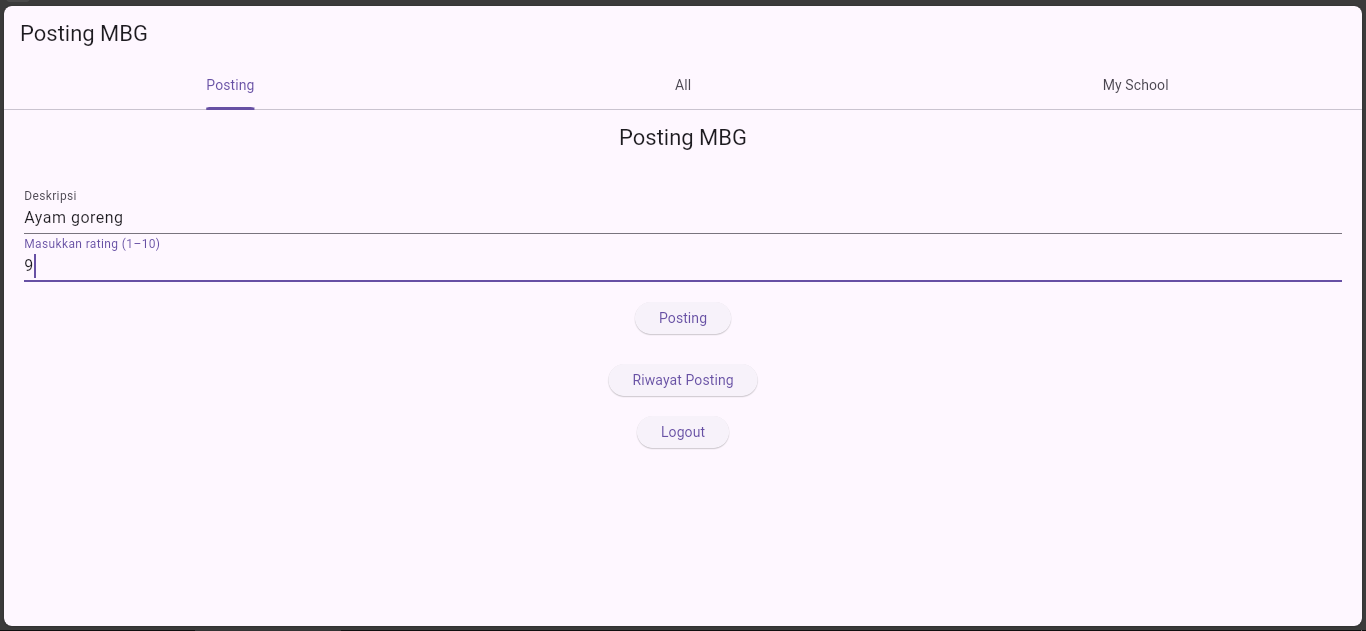 Posting MBG
Posting All My School
Posting MBG
Deskripsi
Ayam goreng
Masukkan rating (1–10)
9
Posting
Riwayat Posting
Logout